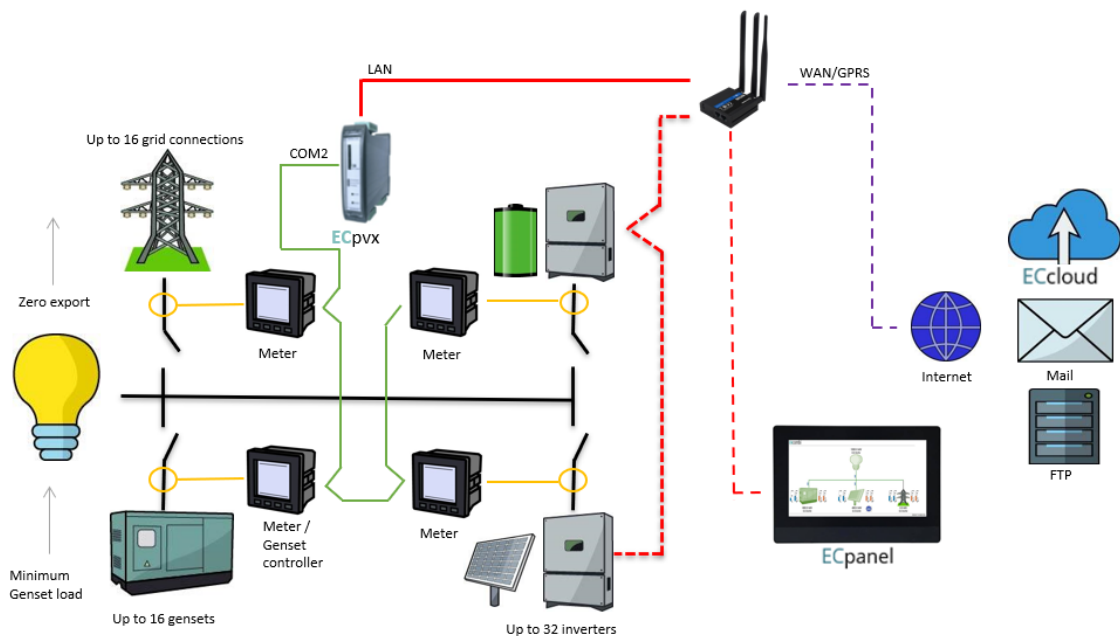 LAN
WAN/GPRS
Up to 16 grid connections
COM2
ECpvx
ECcloud
Zero export
Meter
Meter
Internet
Mail
FTP
Meter /
Genset
controller
Meter
ECpanel
Minimum
Genset load
Up to 16 gensets
Up to 32 inverters